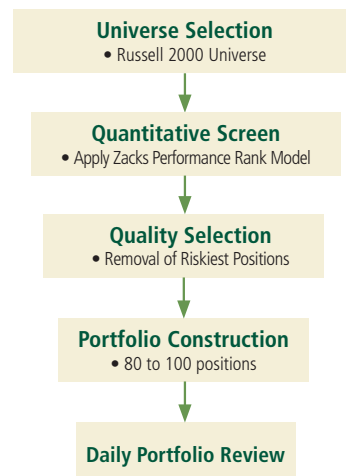 Universe Selection
• Russell 2000 Universe
Quantitative Screen
• Apply Zacks Performance Rank Model
Quality Selection
• Removal of Riskiest Positions
Portfolio Construction
• 80 to 100 positions
Daily Portfolio Review